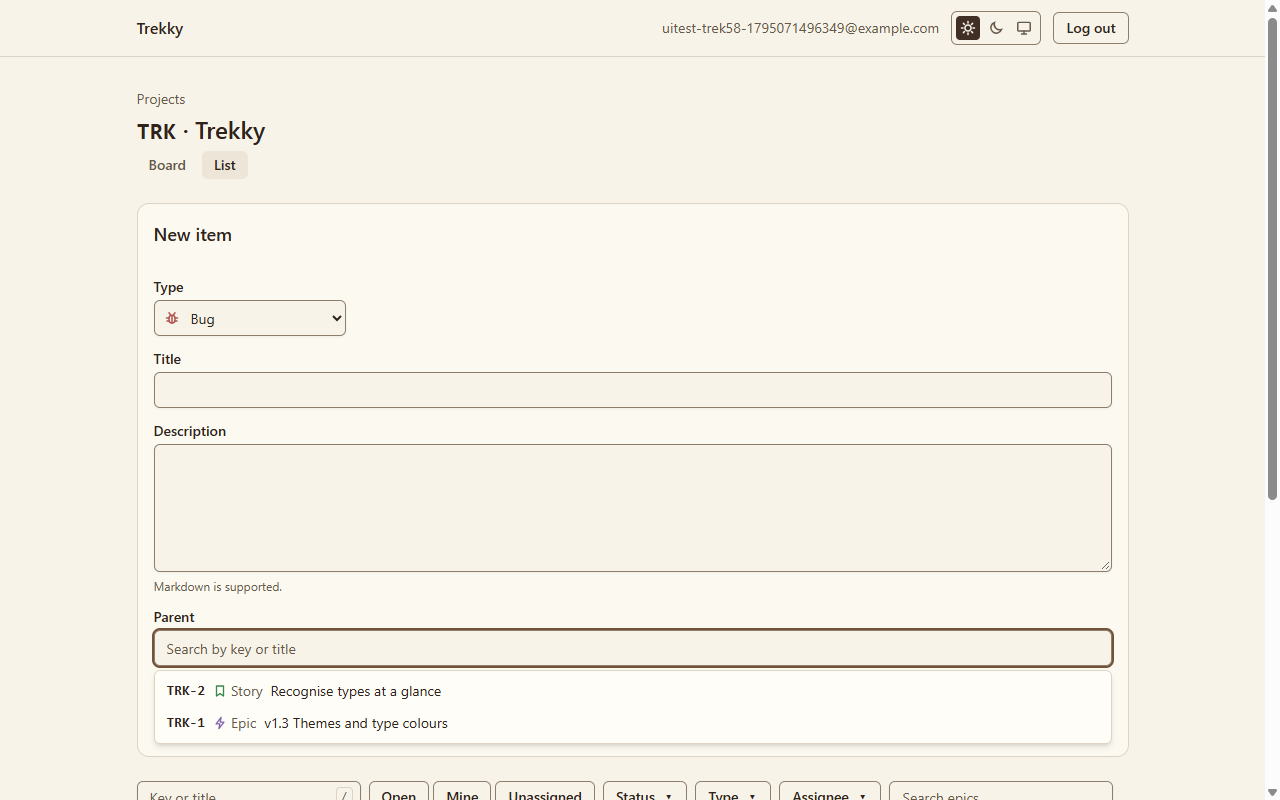 Trekky
uitest-trek58-1795071496349@example.com
Log out
Projects
TRK · Trekky
Board List
New item
Type
Bug
Title
Description
Markdown is supported.
Parent
Search by key or title
TRK-2 Story Recognise types at a glance
TRK-1 Epic v1.3 Themes and type colours
Key or title / Open Mine Unassigned Status Type Assignee Search epics